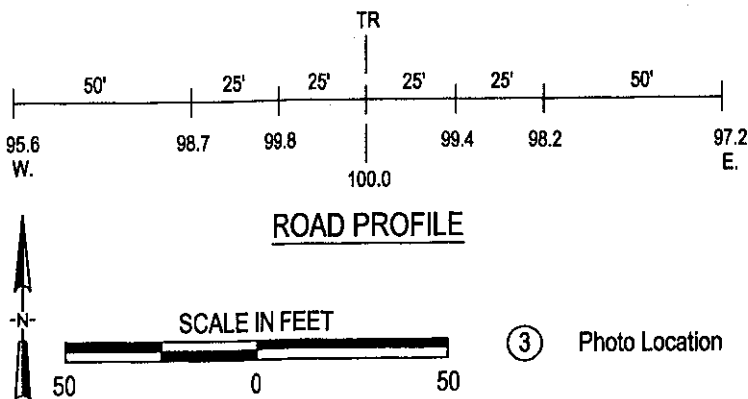 TR
50' 25' 25' 25' 25' 50'
95.6 98.7 99.8 99.4 98.2 97.2
W. 100.0 E.
ROAD PROFILE
-N-
SCALE IN FEET
3 Photo Location
50 0 50